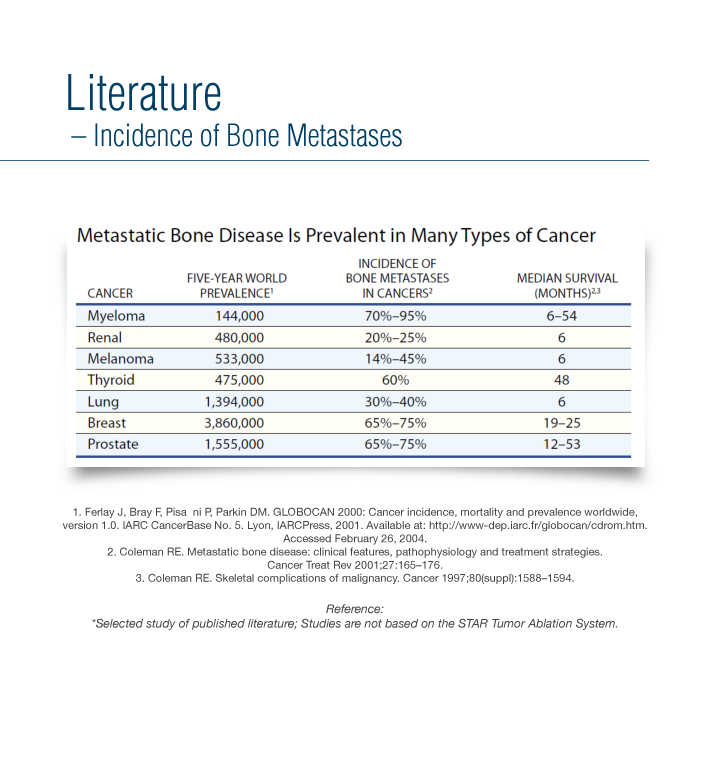 Literature
– Incidence of Bone Metastases
Metastatic Bone Disease Is Prevalent in Many Types of Cancer
CANCER FIVE-YEAR WORLD PREVALENCE¹ INCIDENCE OF BONE METASTASES IN CANCERS² MEDIAN SURVIVAL (MONTHS)²,³
Myeloma 144,000 70%–95% 6–54
Renal 480,000 20%–25% 6
Melanoma 533,000 14%–45% 6
Thyroid 475,000 60% 48
Lung 1,394,000 30%–40% 6
Breast 3,860,000 65%–75% 19–25
Prostate 1,555,000 65%–75% 12–53
1. Ferlay J, Bray F, Pisa ni P, Parkin DM. GLOBOCAN 2000: Cancer incidence, mortality and prevalence worldwide,
version 1.0. IARC CancerBase No. 5. Lyon, IARCPress, 2001. Available at: http://www-dep.iarc.fr/globocan/cdrom.htm.
Accessed February 26, 2004.
2. Coleman RE. Metastatic bone disease: clinical features, pathophysiology and treatment strategies.
Cancer Treat Rev 2001;27:165–176.
3. Coleman RE. Skeletal complications of malignancy. Cancer 1997;80(suppl):1588–1594.
Reference:
*Selected study of published literature; Studies are not based on the STAR Tumor Ablation System.